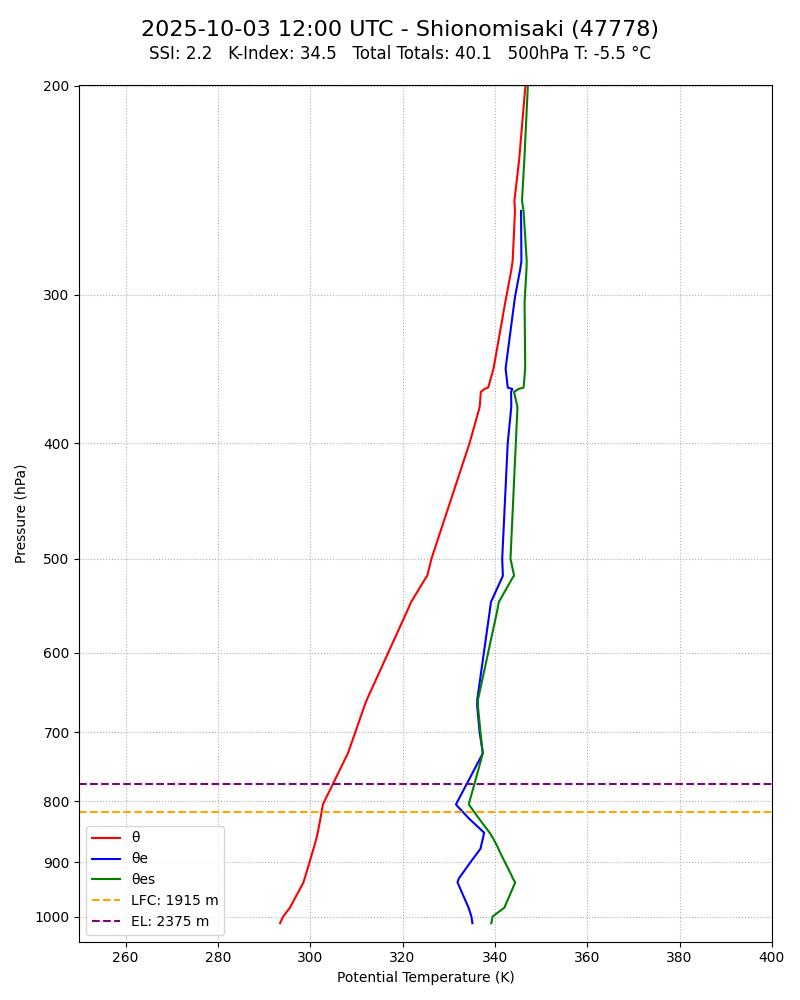 2025-10-03 12:00 UTC - Shionomisaki (47778)
SSI: 2.2 K-Index: 34.5 Total Totals: 40.1 500hPa T: -5.5 °C
200
300
400
500
600
700
800
900
1000
Pressure (hPa)
θ
θe
θes
LFC: 1915 m
EL: 2375 m
260 280 300 320 340 360 380 400
Potential Temperature (K)